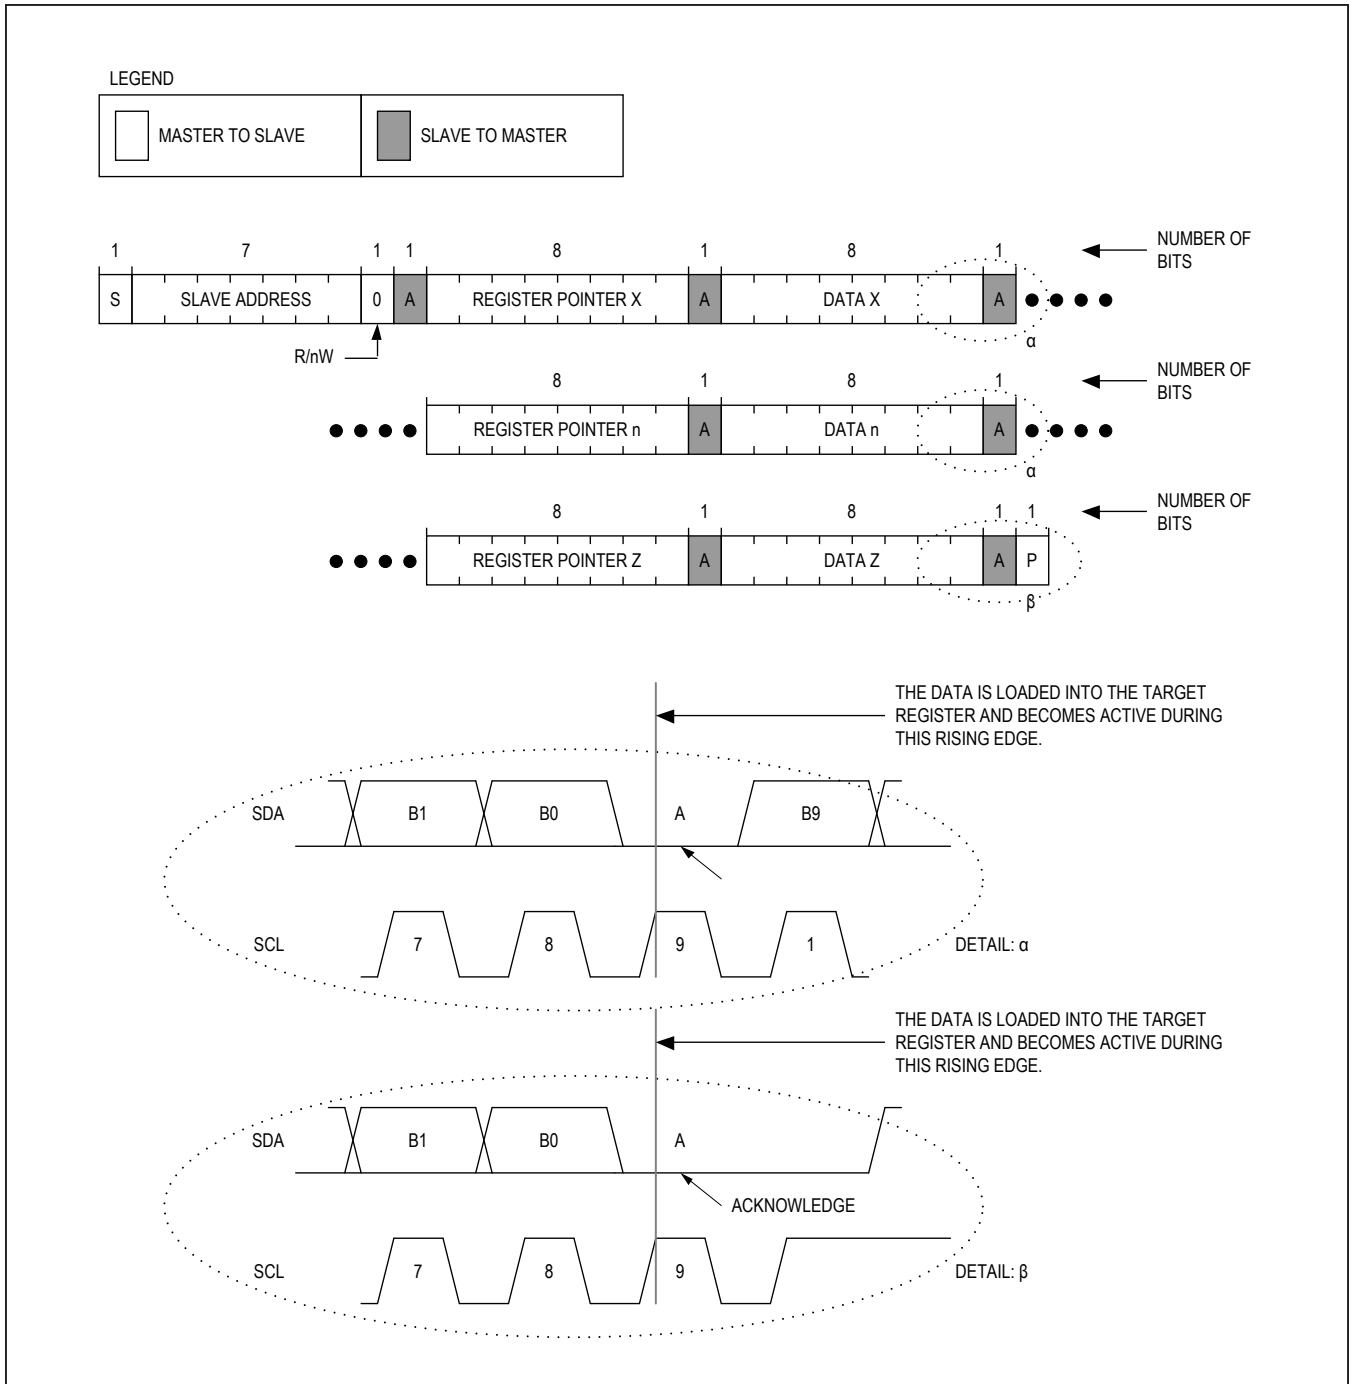 LEGEND
MASTER TO SLAVE
SLAVE TO MASTER
1 7 1 1 8 1 8 1
NUMBER OF
BITS
S SLAVE ADDRESS 0 A REGISTER POINTER X A DATA X A
R/nW
α
8 1 8 1
NUMBER OF
BITS
REGISTER POINTER n A DATA n A
α
8 1 8 1 1
NUMBER OF
BITS
REGISTER POINTER Z A DATA Z A P
β
THE DATA IS LOADED INTO THE TARGET
REGISTER AND BECOMES ACTIVE DURING
THIS RISING EDGE.
SDA B1 B0 A B9
SCL 7 8 9 1 DETAIL: α
THE DATA IS LOADED INTO THE TARGET
REGISTER AND BECOMES ACTIVE DURING
THIS RISING EDGE.
SDA B1 B0 A
ACKNOWLEDGE
SCL 7 8 9 DETAIL: β